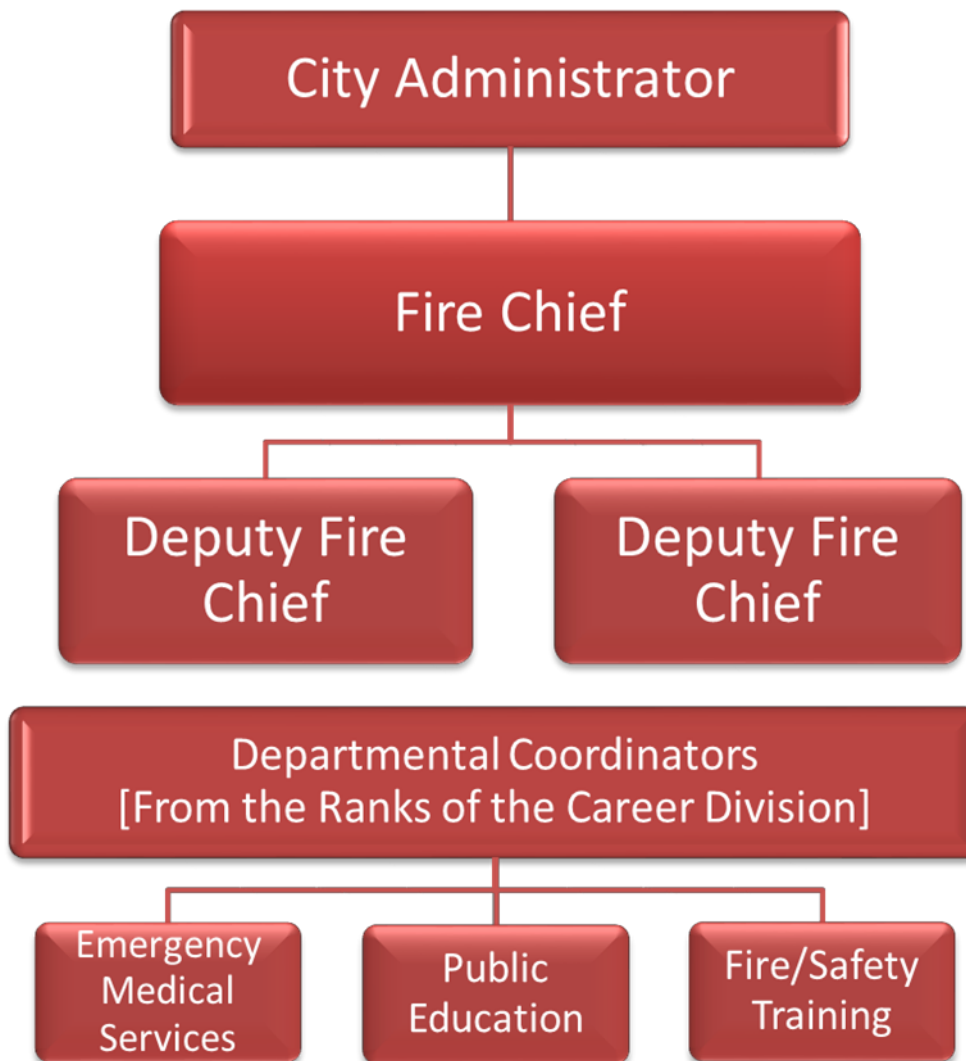 City Administrator
Fire Chief
Deputy Fire
Chief
Deputy Fire
Chief
Departmental Coordinators
[From the Ranks of the Career Division]
Emergency
Medical
Services
Public
Education
Fire/Safety
Training